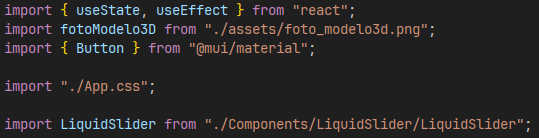 import { useState, useEffect } from "react";
import fotoModelo3D from "./assets/foto_modelo3d.png";
import { Button } from "@mui/material";
import "./App.css";
import LiquidSlider from "./Components/LiquidSlider/LiquidSlider";